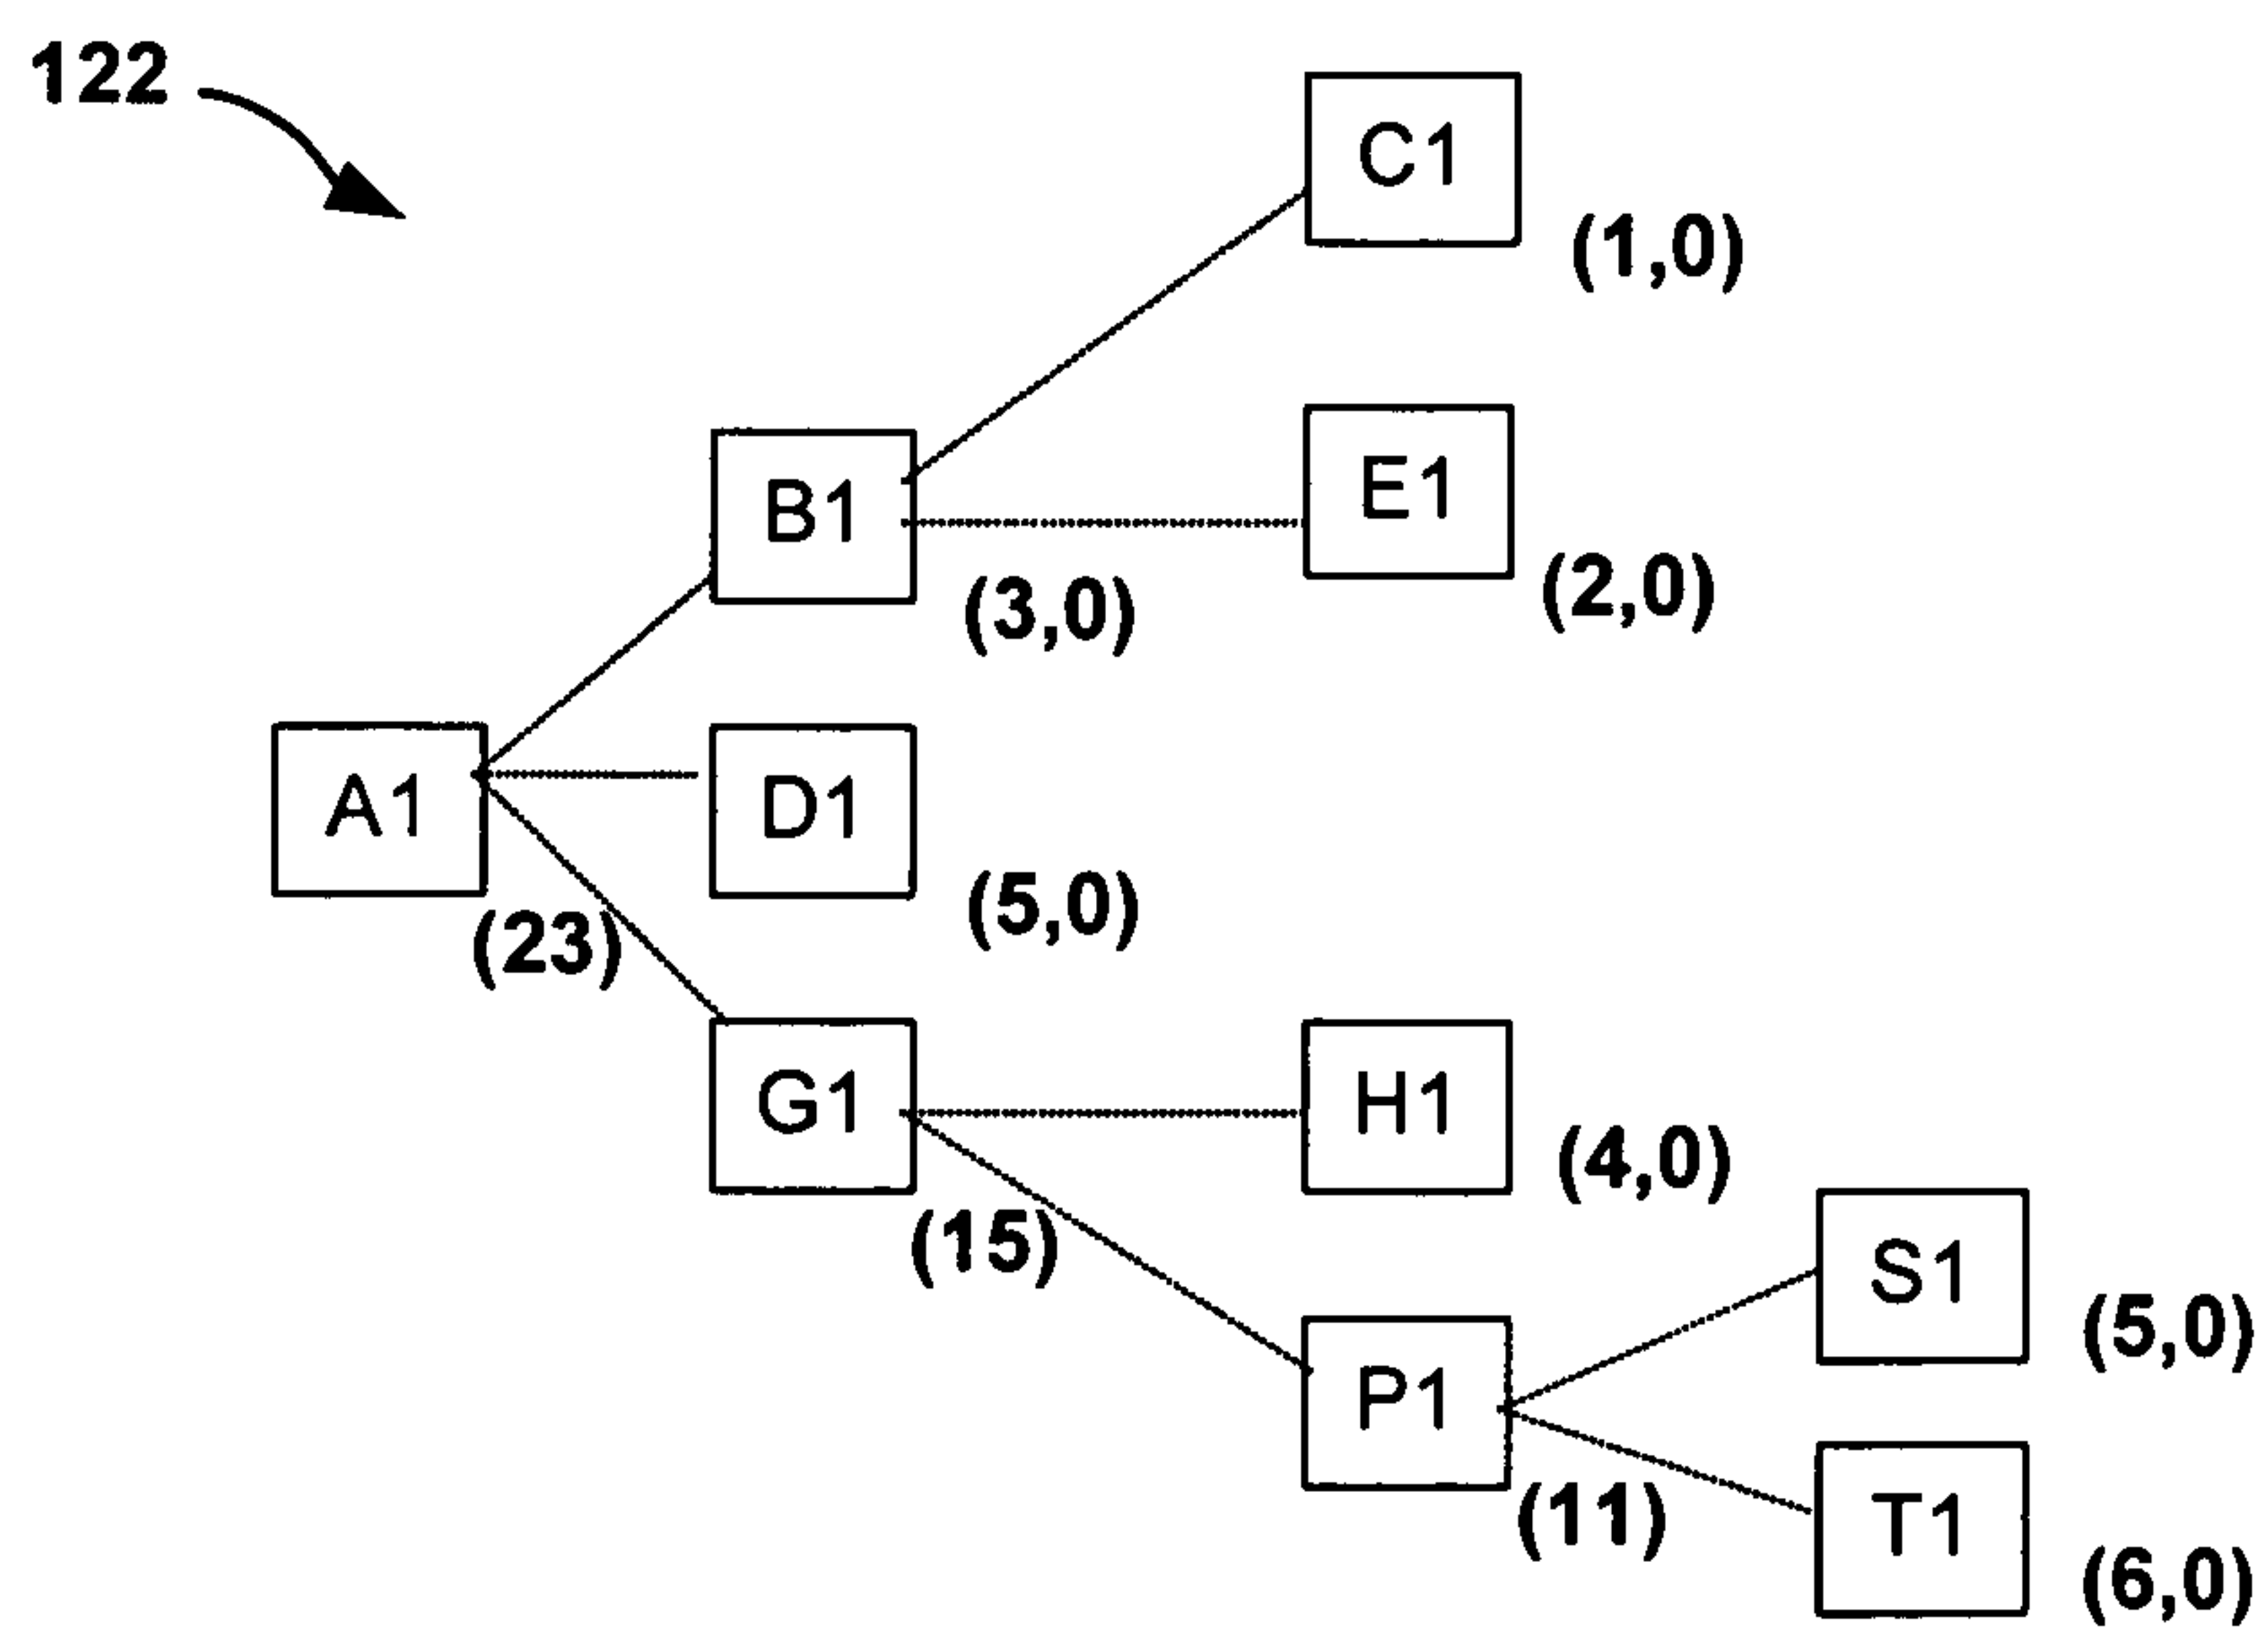 122
C1
(1,0)
E1
B1
(2,0)
(3,0)
A1
D1
(5,0)
(23)
G1
H1
(4,0)
(15)
S1
(5,0)
P1
(11)
T1
(6,0)